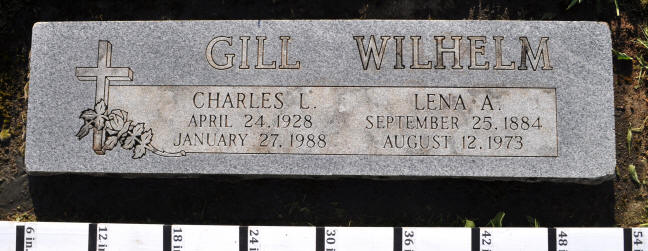 GILL WILHELM
CHARLES L.
APRIL 24, 1928
JANUARY 27, 1988
LENA A.
SEPTEMBER 25, 1884
AUGUST 12, 1973
6 in. 12 in 18 in 24 in 30 in 36 in 42 in 48 in 54 in